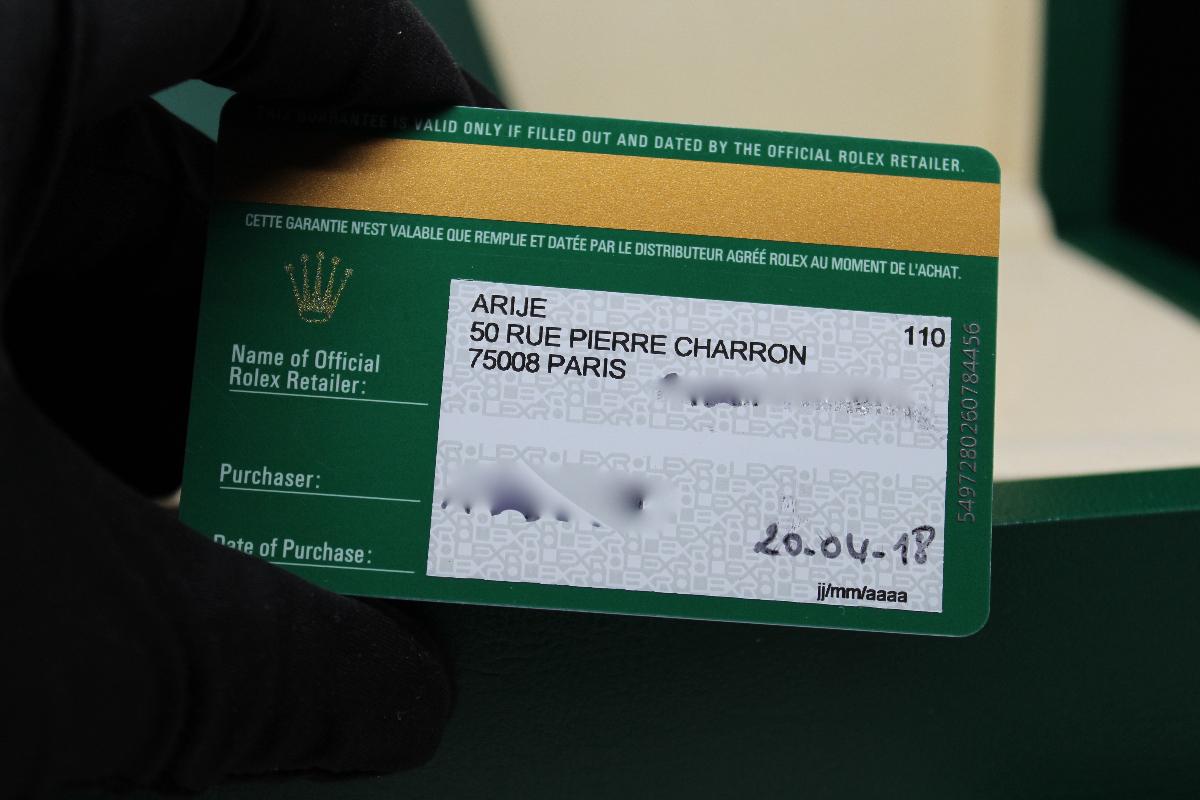 THIS GUARANTEE IS VALID ONLY IF FILLED OUT AND DATED BY THE OFFICIAL ROLEX RETAILER.
CETTE GARANTIE N'EST VALABLE QUE REMPLIE ET DATÉE PAR LE DISTRIBUTEUR AGRÉÉ ROLEX AU MOMENT DE L'ACHAT.
Name of Official
Rolex Retailer:
ARIJE 110
50 RUE PIERRE CHARRON
75008 PARIS
Purchaser:
Date of Purchase:
20.04-18
jj/mm/aaaa
5497280260784456